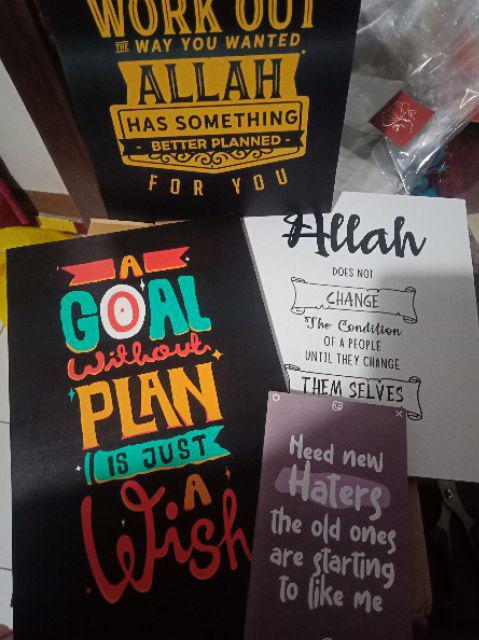 WORK OUT
THE WAY YOU WANTED
ALLAH
HAS SOMETHING
- BETTER PLANNED -
FOR YOU
Allah
DOES NOT
CHANGE
The Condition
OF A PEOPLE
UNTIL THEY CHANGE
THEM SELVES
A
GOAL
Without
PLAN
IS JUST
A
Wish
Need new
Haters
the old ones
are starting
to like me